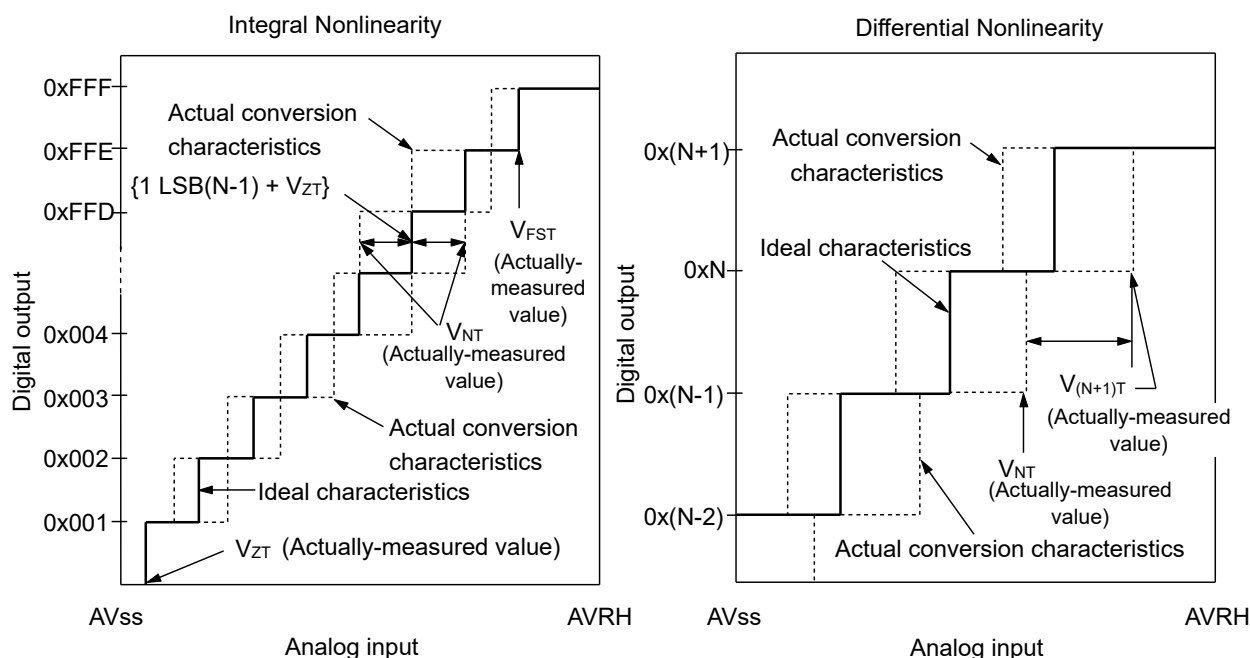 Integral Nonlinearity
0xFFF
0xFFE
0xFFD
0x004
0x003
0x002
0x001
Digital output
Actual conversion
characteristics
{1 LSB(N-1) + VZT}
VFST
(Actually-
measured
value)
VNT
(Actually-measured
value)
Actual conversion
characteristics
Ideal characteristics
VZT (Actually-measured value)
AVss
AVRH
Analog input
Differential Nonlinearity
0x(N+1)
0xN
0x(N-1)
0x(N-2)
Digital output
Actual conversion
characteristics
Ideal characteristics
V(N+1)T
(Actually-measured
value)
VNT
(Actually-measured
value)
Actual conversion characteristics
AVss
AVRH
Analog input